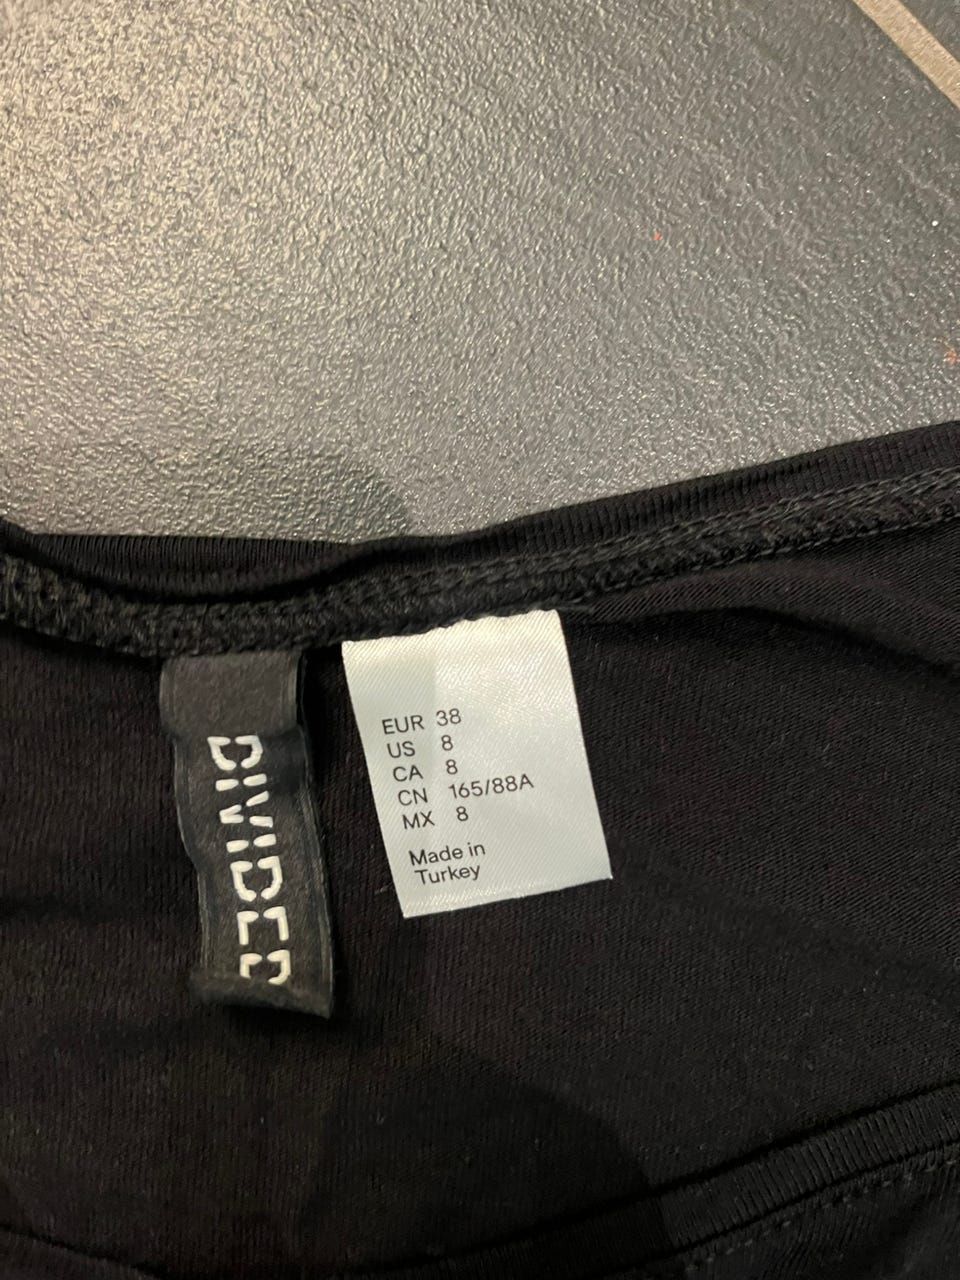 DIVIDED
EUR 38
US 8
CA 8
CN 165/88A
MX 8
Made in
Turkey